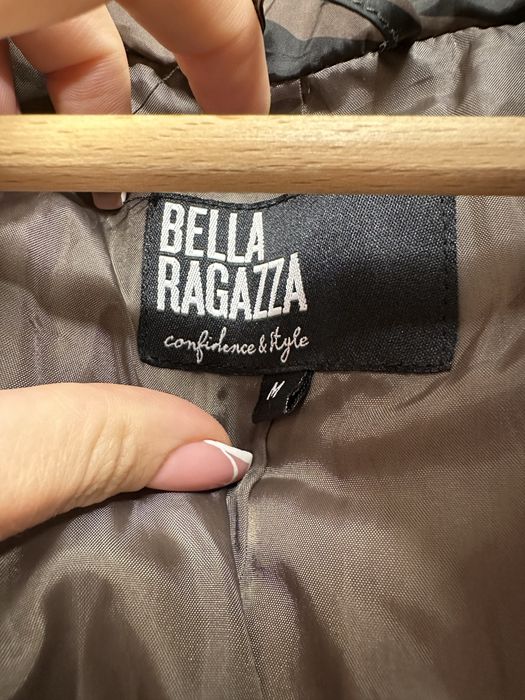 BELLA
RAGAZZA
confidence & style
M